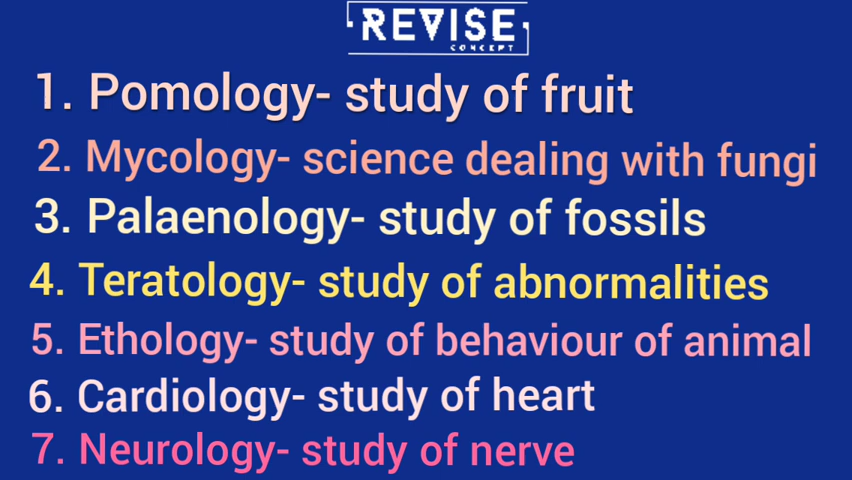 REVISE
CONCEPT
1. Pomology- study of fruit
2. Mycology- science dealing with fungi
3. Palaenology- study of fossils
4. Teratology- study of abnormalities
5. Ethology- study of behaviour of animal
6. Cardiology- study of heart
7. Neurology- study of nerve